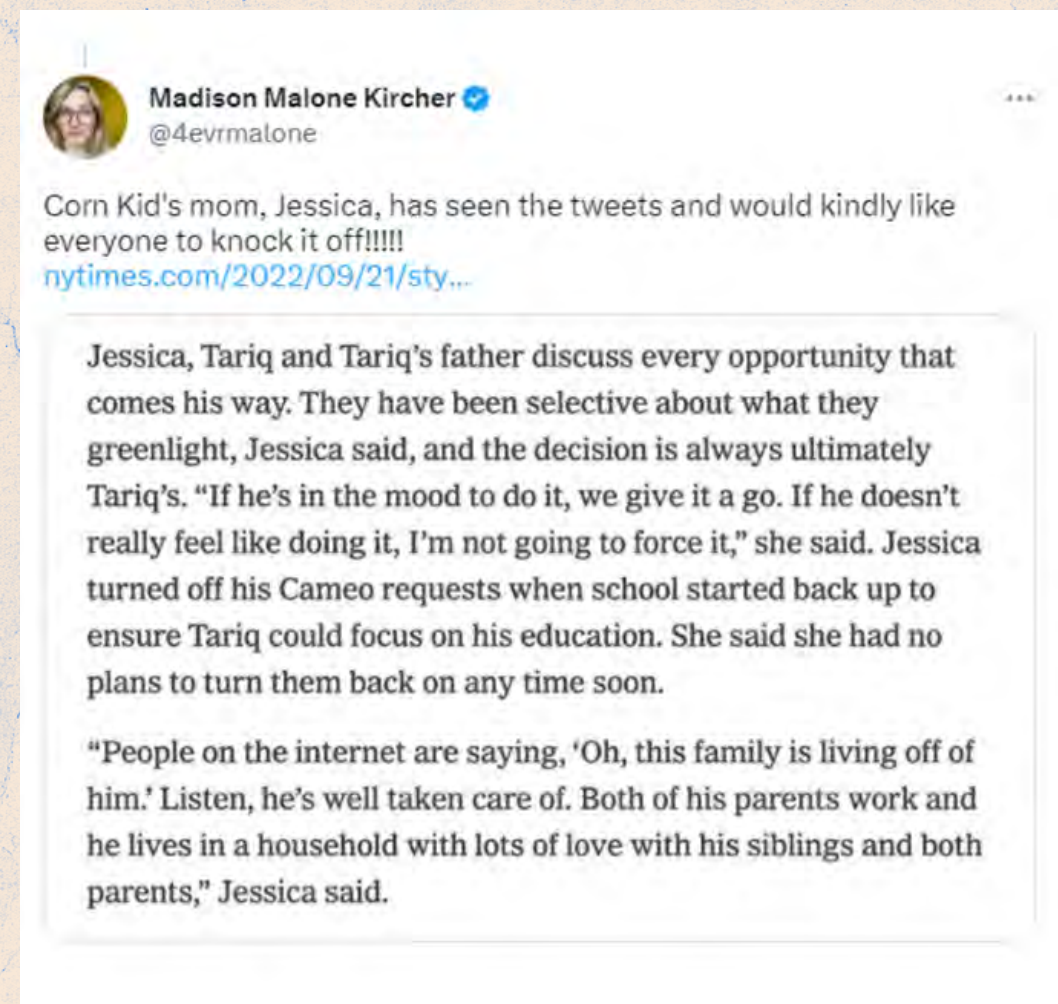 Madison Malone Kircher
@4evrmalone
Corn Kid's mom, Jessica, has seen the tweets and would kindly like
everyone to knock it off!!!!!
nytimes.com/2022/09/21/sty...
Jessica, Tariq and Tariq's father discuss every opportunity that
comes his way. They have been selective about what they
greenlight, Jessica said, and the decision is always ultimately
Tariq's. “If he's in the mood to do it, we give it a go. If he doesn't
really feel like doing it, I'm not going to force it,” she said. Jessica
turned off his Cameo requests when school started back up to
ensure Tariq could focus on his education. She said she had no
plans to turn them back on any time soon.
“People on the internet are saying, ‘Oh, this family is living off of
him.’ Listen, he's well taken care of. Both of his parents work and
he lives in a household with lots of love with his siblings and both
parents,” Jessica said.